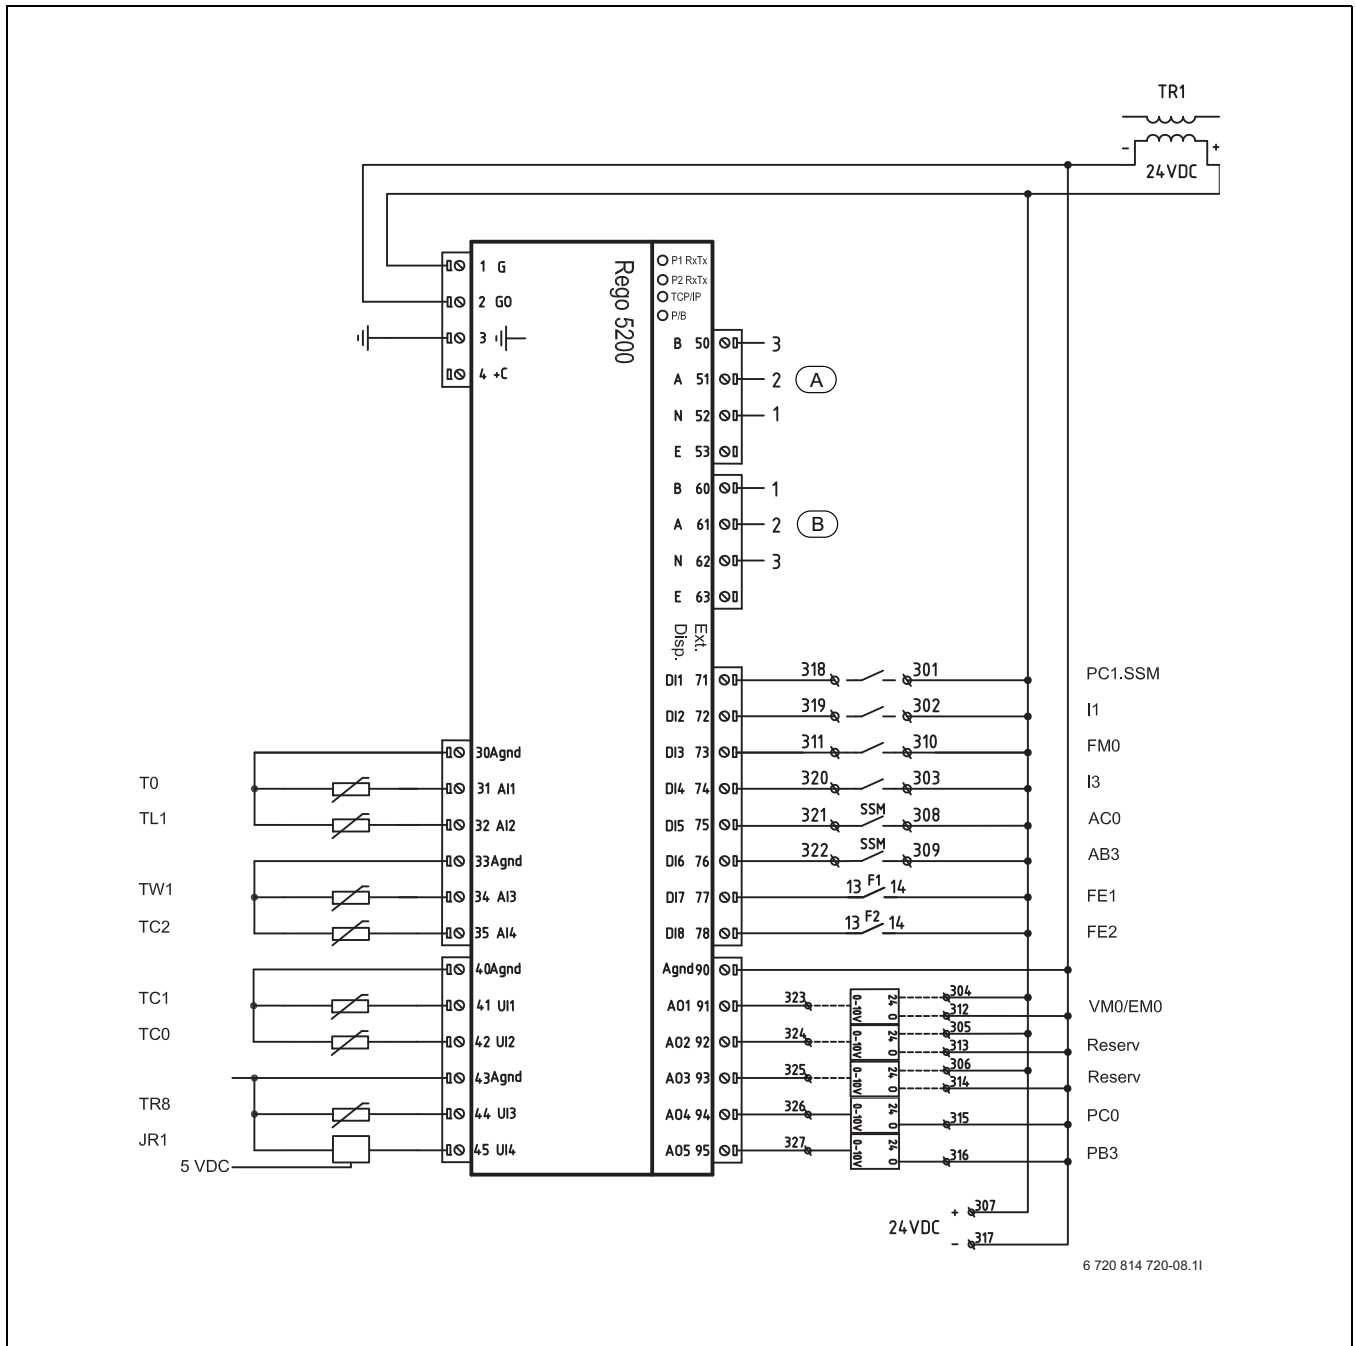 TR1
- +
24VDC
1 G
2 GO
3
4 +C
Rego 5200
P1 RxTx
P2 RxTx
TCP/IP
P/B
B 50 3
A 51 2 A
N 52 1
E 53
B 60 1
A 61 2 B
N 62 3
E 63
Ext.
Disp.
DI1 71 318 301 PC1.SSM
DI2 72 319 302 I1
DI3 73 311 310 FM0
DI4 74 320 303 I3
DI5 75 321 SSM 308 AC0
DI6 76 322 SSM 309 AB3
DI7 77 13 F1 14 FE1
DI8 78 13 F2 14 FE2
Agnd 90
AO1 91 323 0-10V 24 0 304 312 VM0/EM0
AO2 92 324 0-10V 24 0 305 313 Reserv
AO3 93 325 0-10V 24 0 306 314 Reserv
AO4 94 326 0-10V 24 0 315 PC0
AO5 95 327 0-10V 24 0 316 PB3
30Agnd
T0 31 AI1
TL1 32 AI2
33Agnd
TW1 34 AI3
TC2 35 AI4
40Agnd
TC1 41 UI1
TC0 42 UI2
43Agnd
TR8 44 UI3
JR1 45 UI4
5 VDC
24VDC
+ 307
- 317
6 720 814 720-08.1I